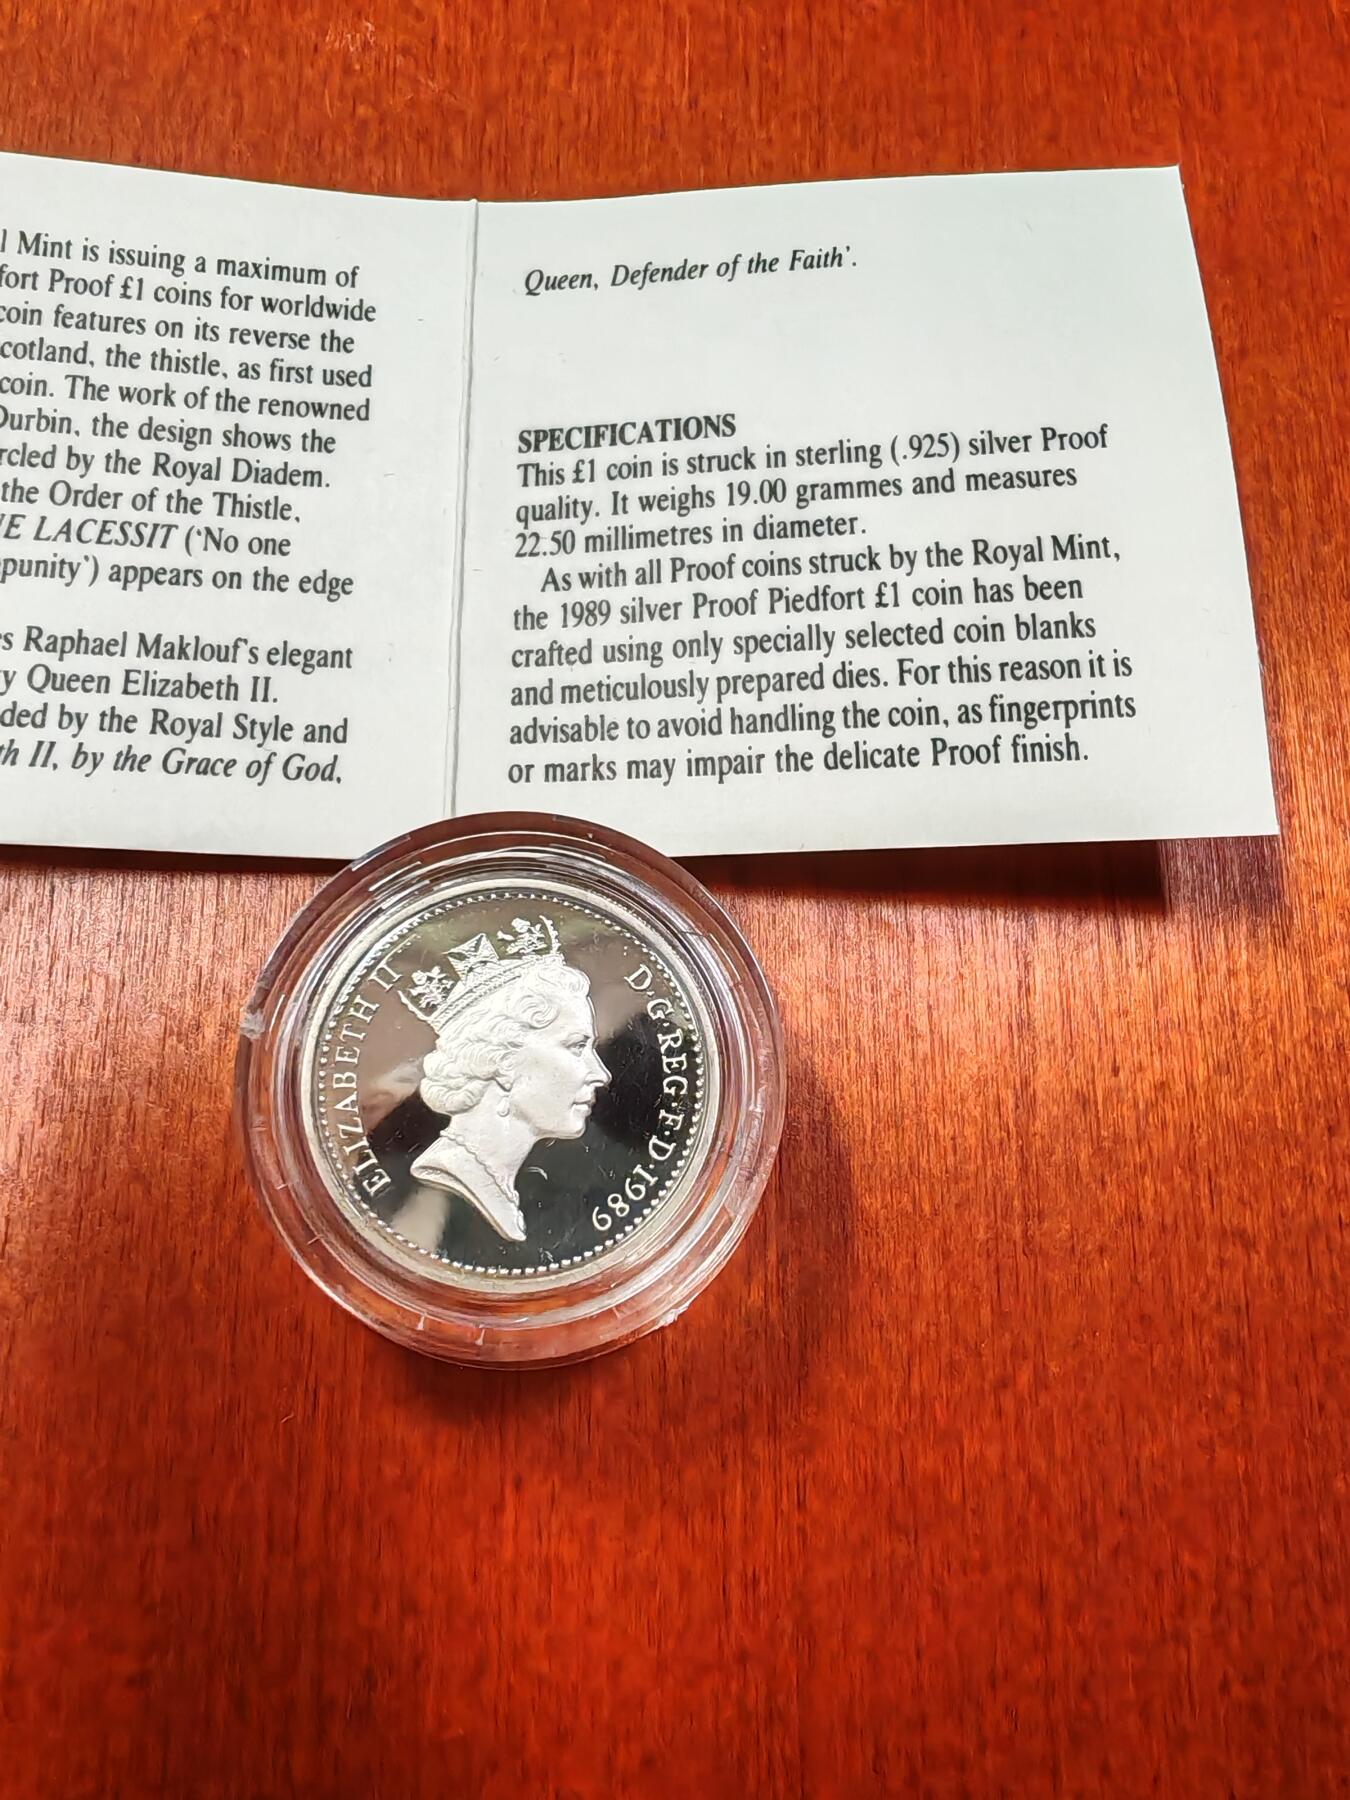 l Mint is issuing a maximum of
fort Proof £1 coins for worldwide
coin features on its reverse the
cotland, the thistle, as first used
coin. The work of the renowned
Durbin, the design shows the
rcled by the Royal Diadem.
the Order of the Thistle,
E LACESSIT ('No one
punity') appears on the edge
s Raphael Maklouf's elegant
y Queen Elizabeth II.
ded by the Royal Style and
th II, by the Grace of God,
Queen, Defender of the Faith'.
SPECIFICATIONS
This £1 coin is struck in sterling (.925) silver Proof
quality. It weighs 19.00 grammes and measures
22.50 millimetres in diameter.
As with all Proof coins struck by the Royal Mint,
the 1989 silver Proof Piedfort £1 coin has been
crafted using only specially selected coin blanks
and meticulously prepared dies. For this reason it is
advisable to avoid handling the coin, as fingerprints
or marks may impair the delicate Proof finish.
ELIZABETH II
D·G·REG·F·D·1989